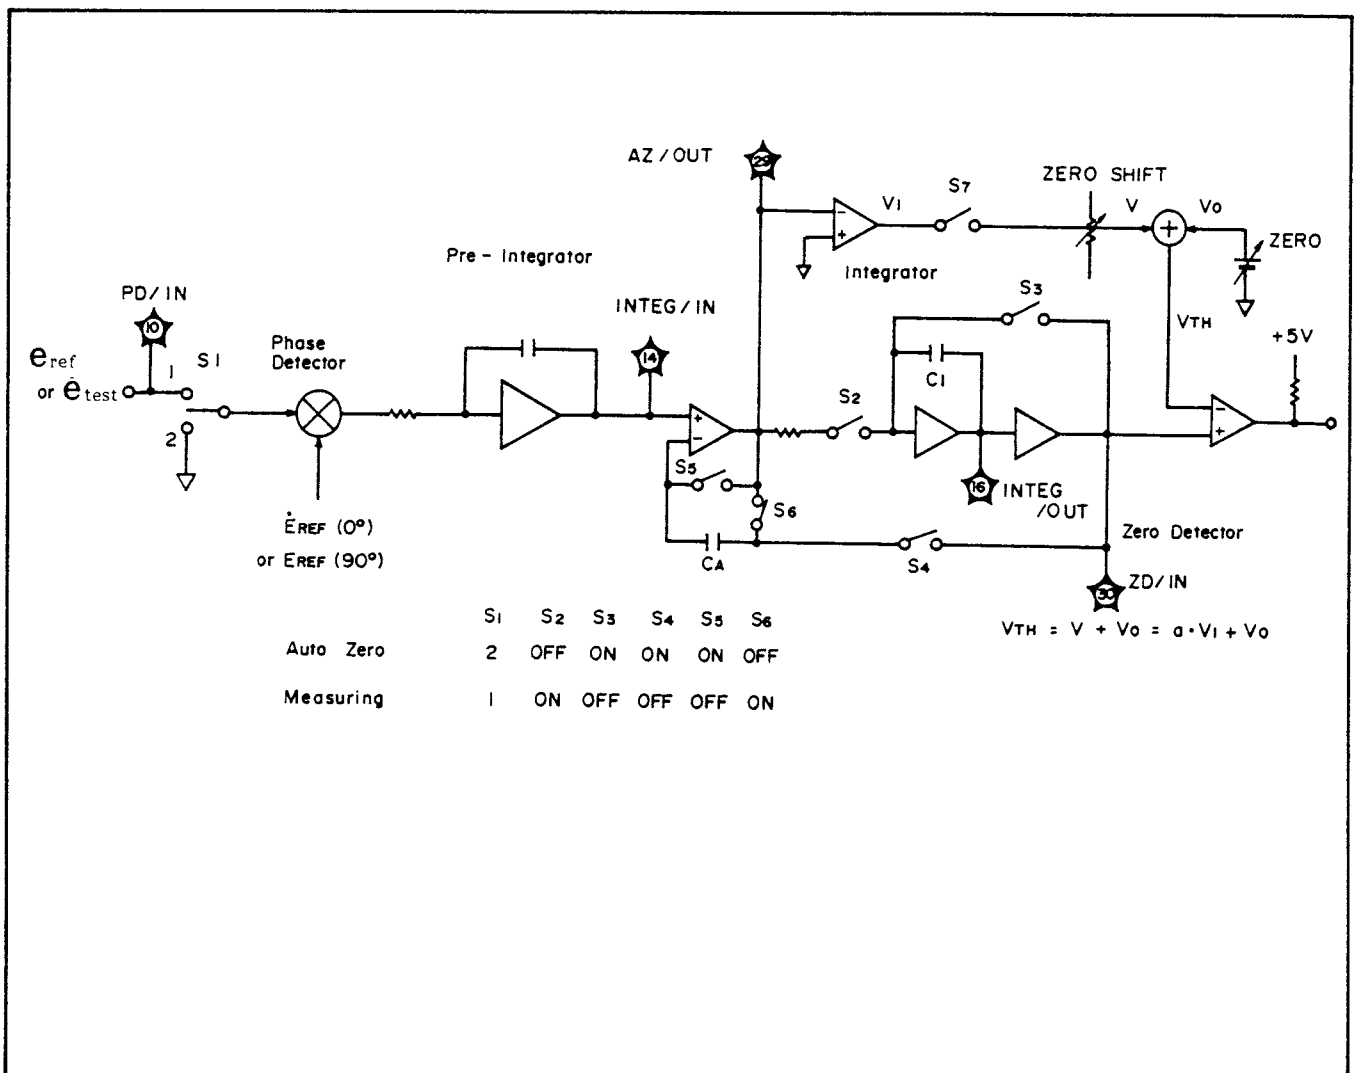 AZ/OUT
29
V1
S7
ZERO SHIFT
V
Vo
ZERO
Pre-Integrator
Integrator
PD/IN
10
INTEG/IN
14
S3
VTH
+5V
eref
or ėtest
1
S1
2
Phase
Detector
C1
S2
S5
S6
16
INTEG
/OUT
ĖREF (0°)
or EREF (90°)
CA
S4
Zero Detector
30
ZD/IN
VTH = V + Vo = a·V1 + Vo
S1 S2 S3 S4 S5 S6
Auto Zero 2 OFF ON ON ON OFF
Measuring 1 ON OFF OFF OFF ON